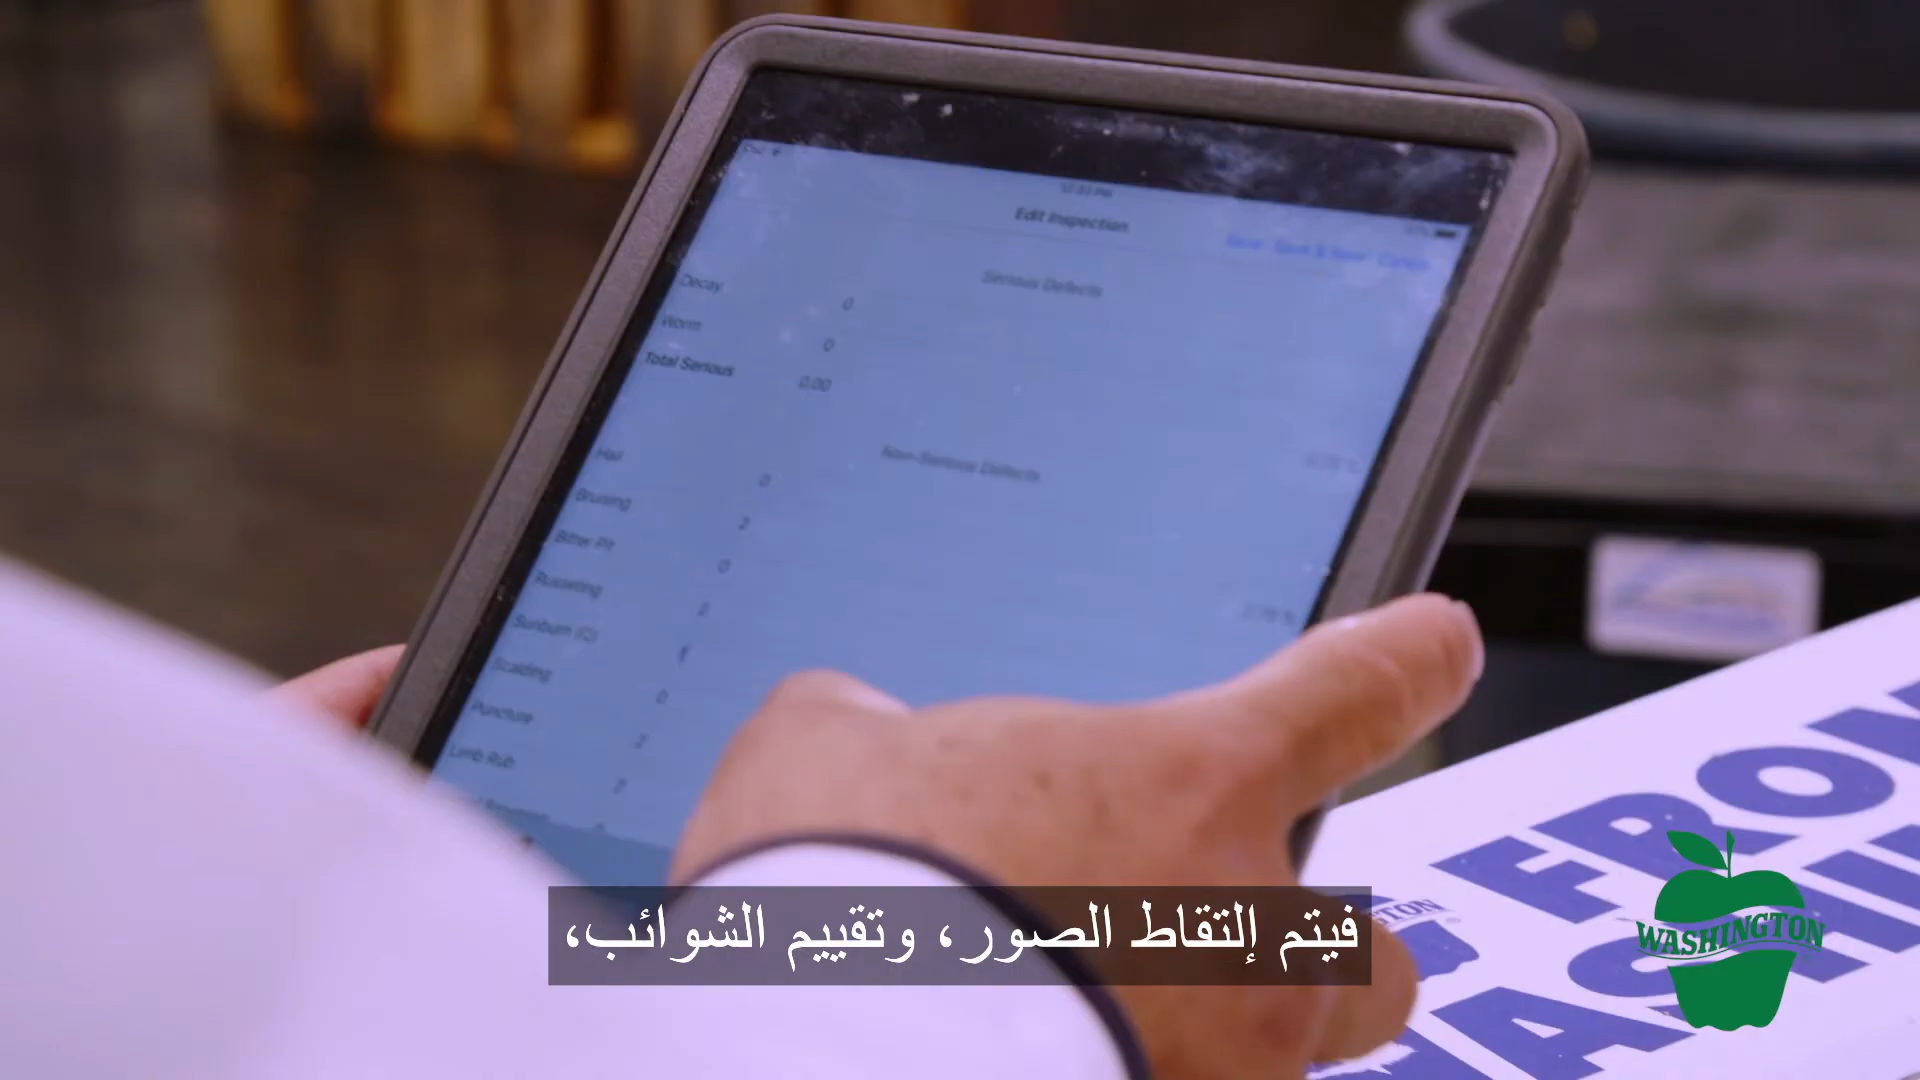 Edit Inspection
Serious Defects
Decay 0
Worm 0
Total Serious 0.00
Non-Serious Defects
Hail 0
Bruising 2
Bitter Pit 0
Russeting 2
Sunburn
Scalding 0
Puncture 2
Limb Rub 2
FROM
WASHINGTON
فيتم إلتقاط الصور، وتقييم الشوائب،